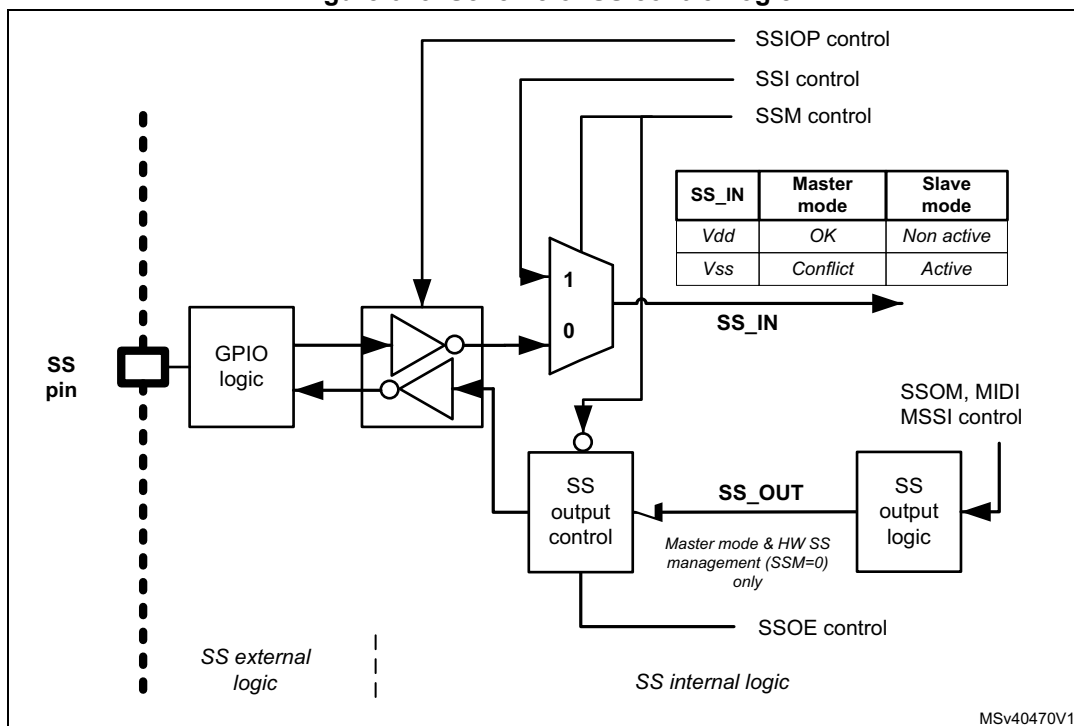 SSIOP control
SSI control
SSM control
SS_IN Master mode Slave mode
Vdd OK Non active
Vss Conflict Active
1
0
SS_IN
SS
pin
GPIO
logic
SSOM, MIDI
MSSI control
SS
output
control
SS_OUT
SS
output
logic
Master mode & HW SS
management (SSM=0)
only
SSOE control
SS external
logic
SS internal logic
MSv40470V1